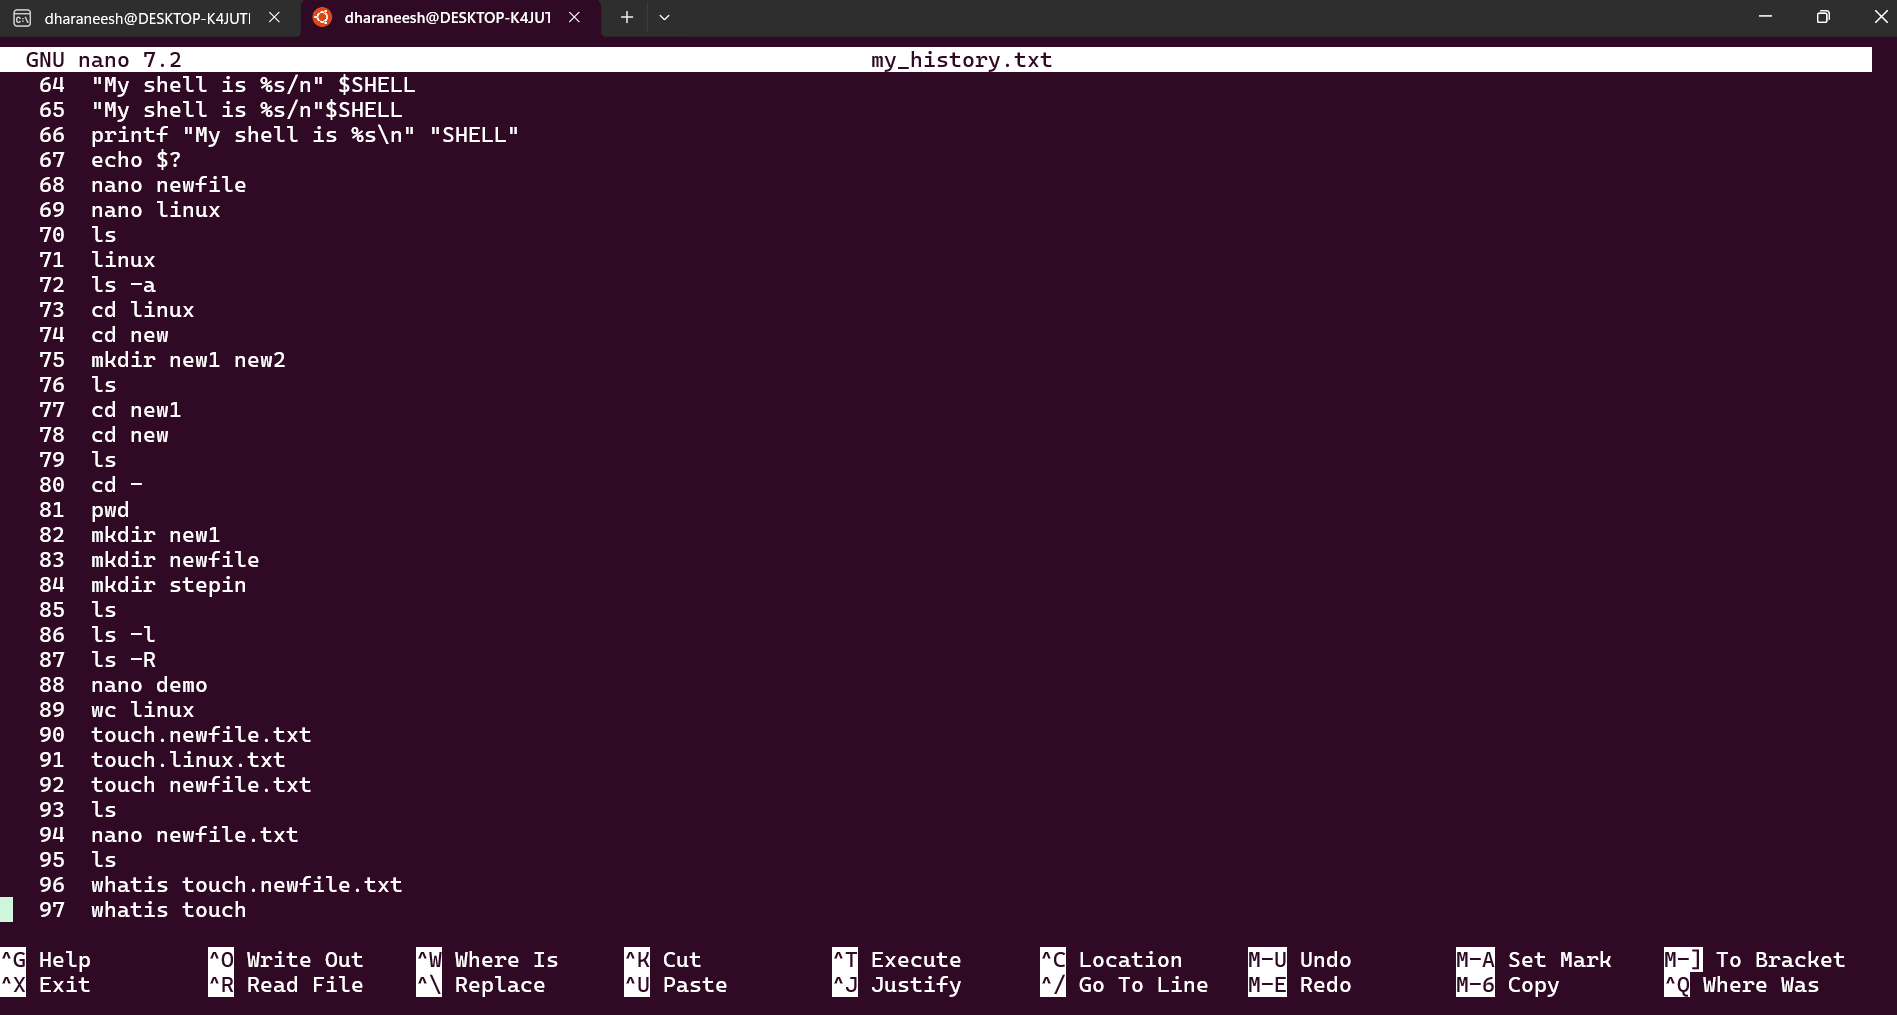 dharaneesh@DESKTOP-K4JUT
dharaneesh@DESKTOP-K4JUT
GNU nano 7.2 my_history.txt
64 "My shell is %s/n" $SHELL
65 "My shell is %s/n"$SHELL
66 printf "My shell is %s\n" "SHELL"
67 echo $?
68 nano newfile
69 nano linux
70 ls
71 linux
72 ls -a
73 cd linux
74 cd new
75 mkdir new1 new2
76 ls
77 cd new1
78 cd new
79 ls
80 cd -
81 pwd
82 mkdir new1
83 mkdir newfile
84 mkdir stepin
85 ls
86 ls -l
87 ls -R
88 nano demo
89 wc linux
90 touch.newfile.txt
91 touch.linux.txt
92 touch newfile.txt
93 ls
94 nano newfile.txt
95 ls
96 whatis touch.newfile.txt
97 whatis touch
^G Help ^O Write Out ^W Where Is ^K Cut ^T Execute ^C Location M-U Undo M-A Set Mark M-] To Bracket
^X Exit ^R Read File ^\ Replace ^U Paste ^J Justify ^/ Go To Line M-E Redo M-6 Copy ^Q Where Was